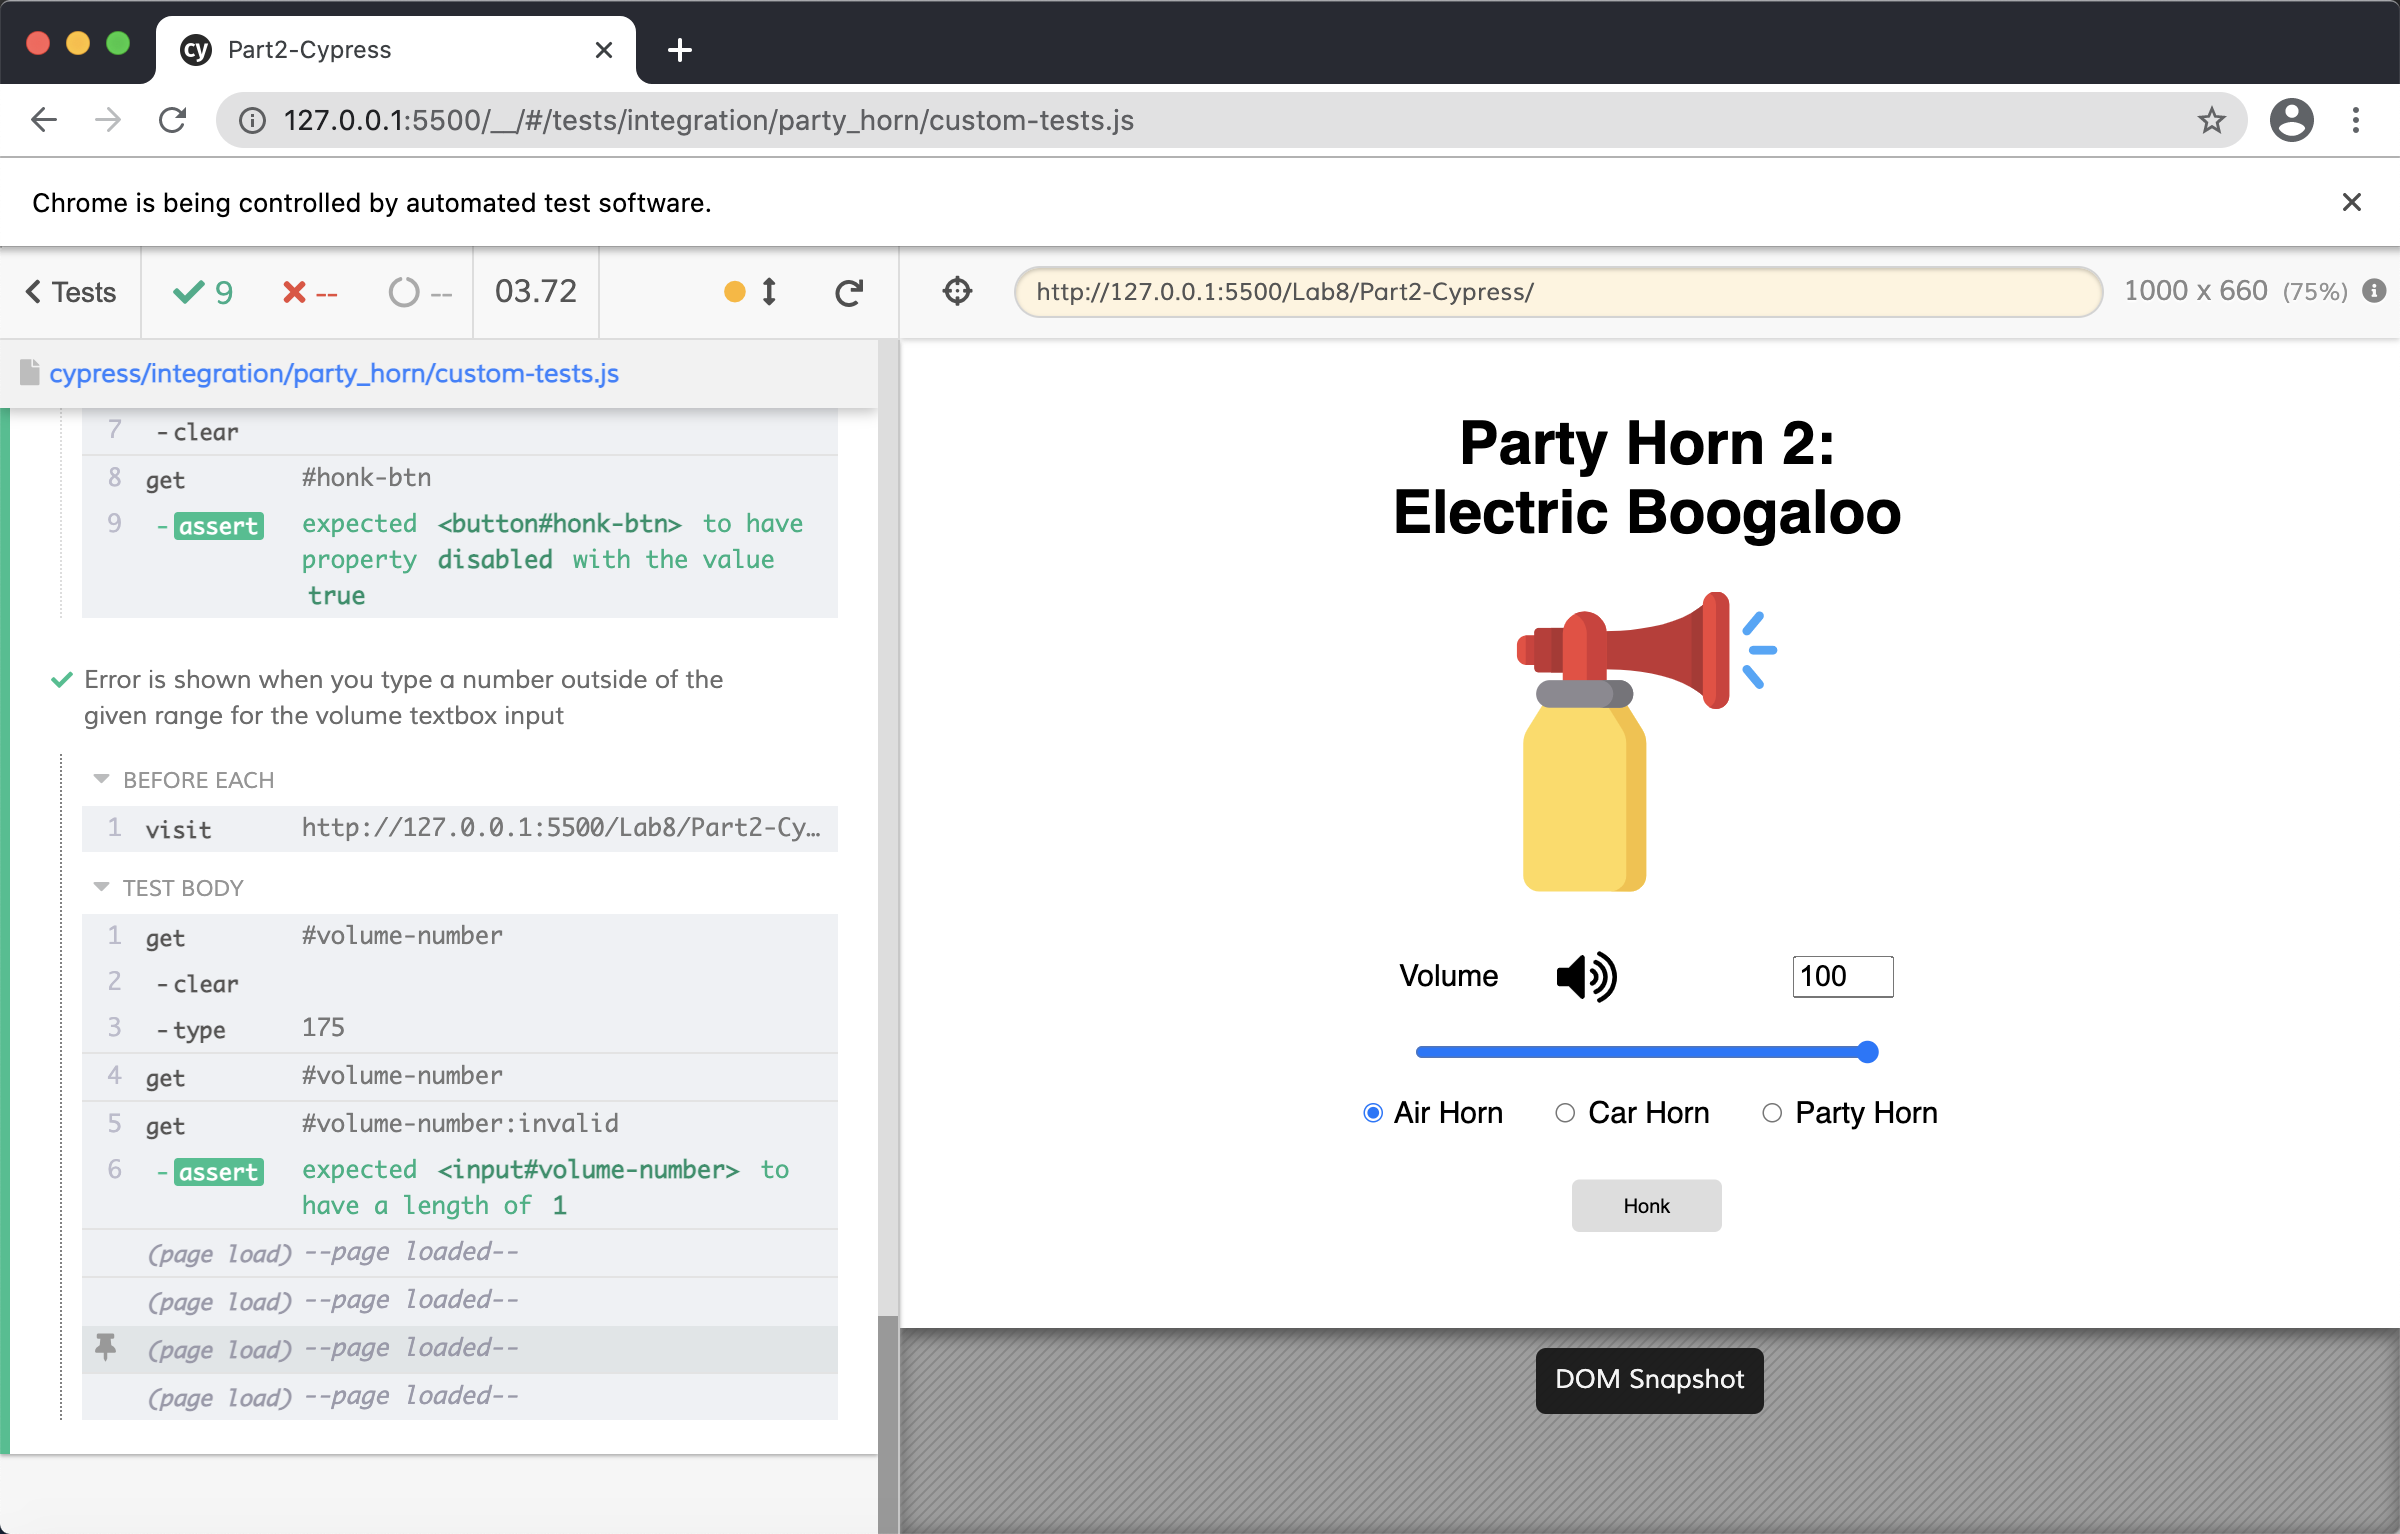 cy Part2-Cypress
127.0.0.1:5500/__/#/tests/integration/party_horn/custom-tests.js
Chrome is being controlled by automated test software.
Tests 9 -- -- 03.72
http://127.0.0.1:5500/Lab8/Part2-Cypress/ 1000 x 660 (75%)
cypress/integration/party_horn/custom-tests.js
7 -clear
8 get #honk-btn
9 -assert expected <button#honk-btn> to have
property disabled with the value
true
Error is shown when you type a number outside of the
given range for the volume textbox input
BEFORE EACH
1 visit http://127.0.0.1:5500/Lab8/Part2-Cy…
TEST BODY
1 get #volume-number
2 -clear
3 -type 175
4 get #volume-number
5 get #volume-number:invalid
6 -assert expected <input#volume-number> to
have a length of 1
(page load) --page loaded--
(page load) --page loaded--
(page load) --page loaded--
(page load) --page loaded--
Party Horn 2:
Electric Boogaloo
Volume 100
Air Horn Car Horn Party Horn
Honk
DOM Snapshot